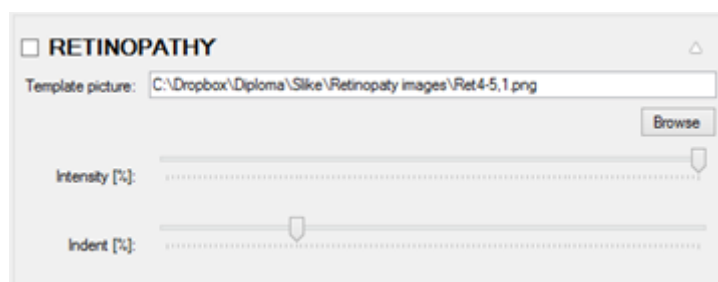 RETINOPATHY
Template picture: C:\Dropbox\Diploma\Slike\Retinopaty images\Ret4-5,1.png
Browse
Intensity [%]:
Indent [%]: